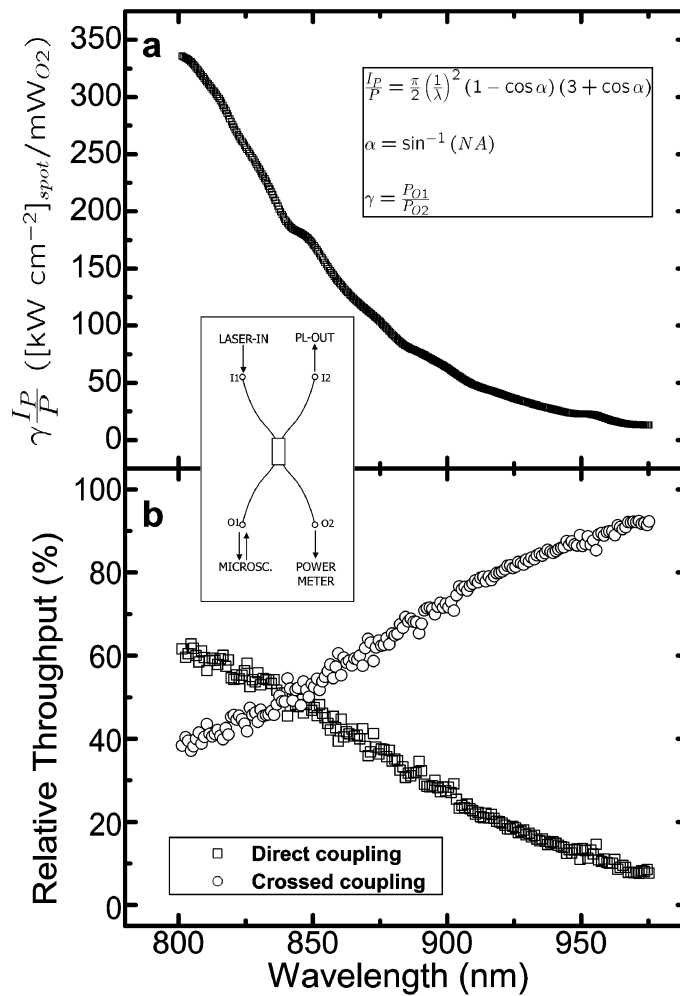 a
350
300
250
200
150
100
50
0
γ I_P/P ([kW cm⁻²]_spot/mW_O2)
I_P/P = π/2 (1/λ)² (1 − cos α) (3 + cos α)
α = sin⁻¹ (NA)
γ = P_O1/P_O2
LASER-IN PL-OUT
I1 I2
O1 O2
MICROSC. POWER
METER
b
100
80
60
40
20
0
Relative Throughput (%)
Direct coupling
Crossed coupling
800 850 900 950
Wavelength (nm)